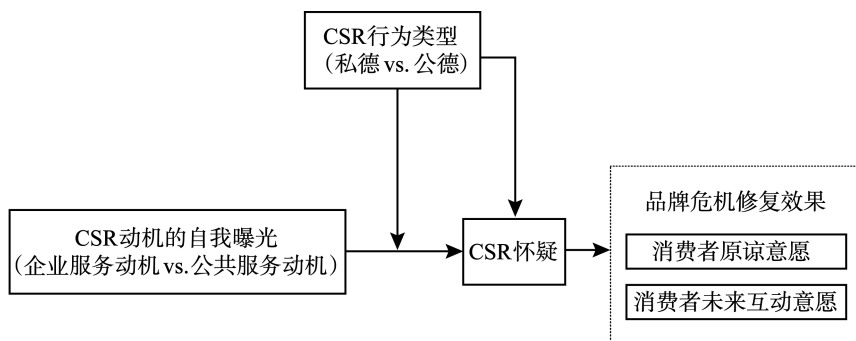 CSR行为类型
（私德 vs. 公德）
CSR动机的自我曝光
（企业服务动机 vs. 公共服务动机）
CSR怀疑
品牌危机修复效果
消费者原谅意愿
消费者未来互动意愿